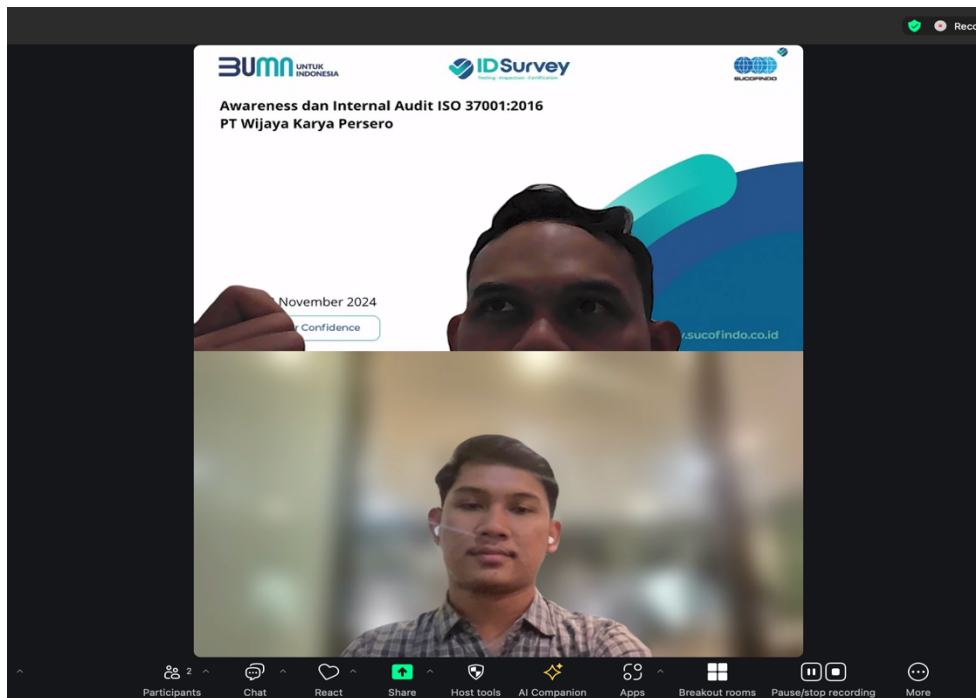 Reco
BUMN UNTUK
INDONESIA
IDSurvey
Testing · Inspection · Certification
SUCOFINDO
Awareness dan Internal Audit ISO 37001:2016
PT Wijaya Karya Persero
November 2024
Confidence
.sucofindo.co.id
2
Participants
Chat
React
Share
Host tools
AI Companion
Apps
Breakout rooms
Pause/stop recording
More